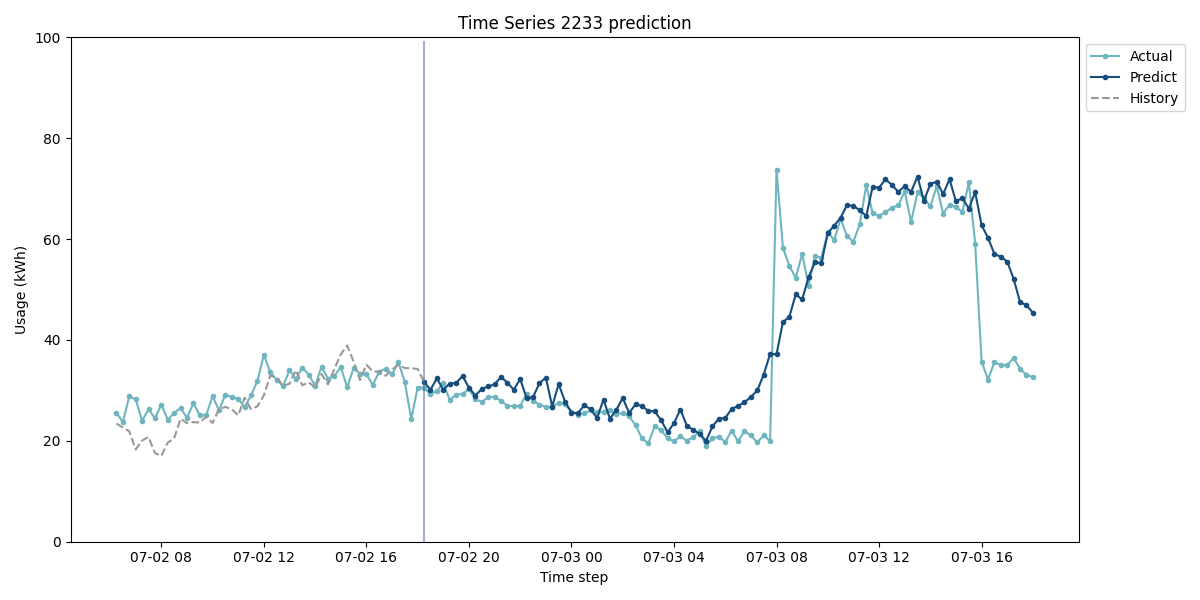 Time Series 2233 prediction
Usage (kWh)
100
80
60
40
20
0
07-02 08
07-02 12
07-02 16
07-02 20
07-03 00
07-03 04
07-03 08
07-03 12
07-03 16
Time step
Actual
Predict
History